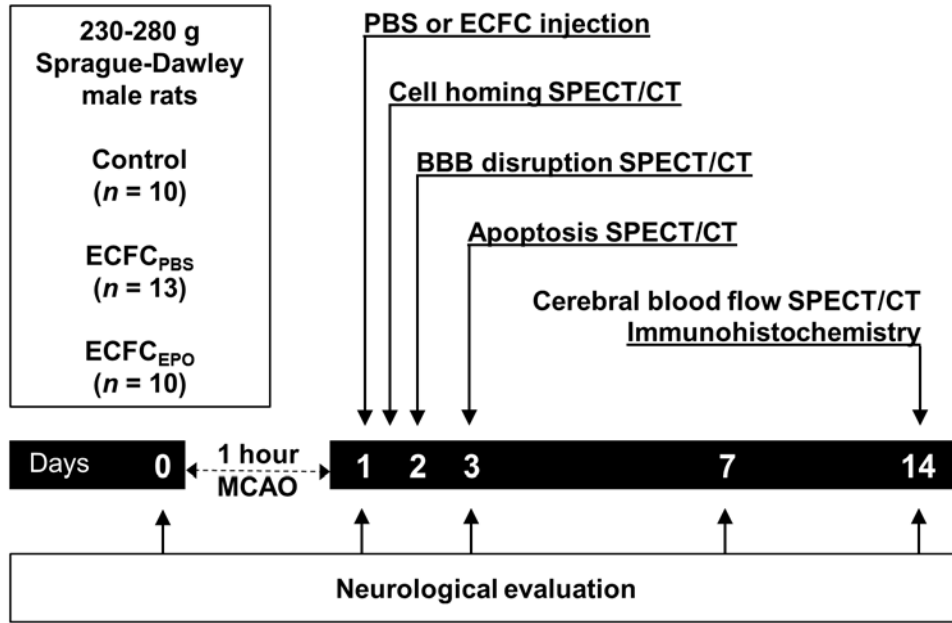 230-280 g
Sprague-Dawley
male rats
Control
(n = 10)
ECFCPBS
(n = 13)
ECFCEPO
(n = 10)
PBS or ECFC injection
Cell homing SPECT/CT
BBB disruption SPECT/CT
Apoptosis SPECT/CT
Cerebral blood flow SPECT/CT
Immunohistochemistry
Days 0 1 hour 1 2 3 7 14
MCAO
Neurological evaluation